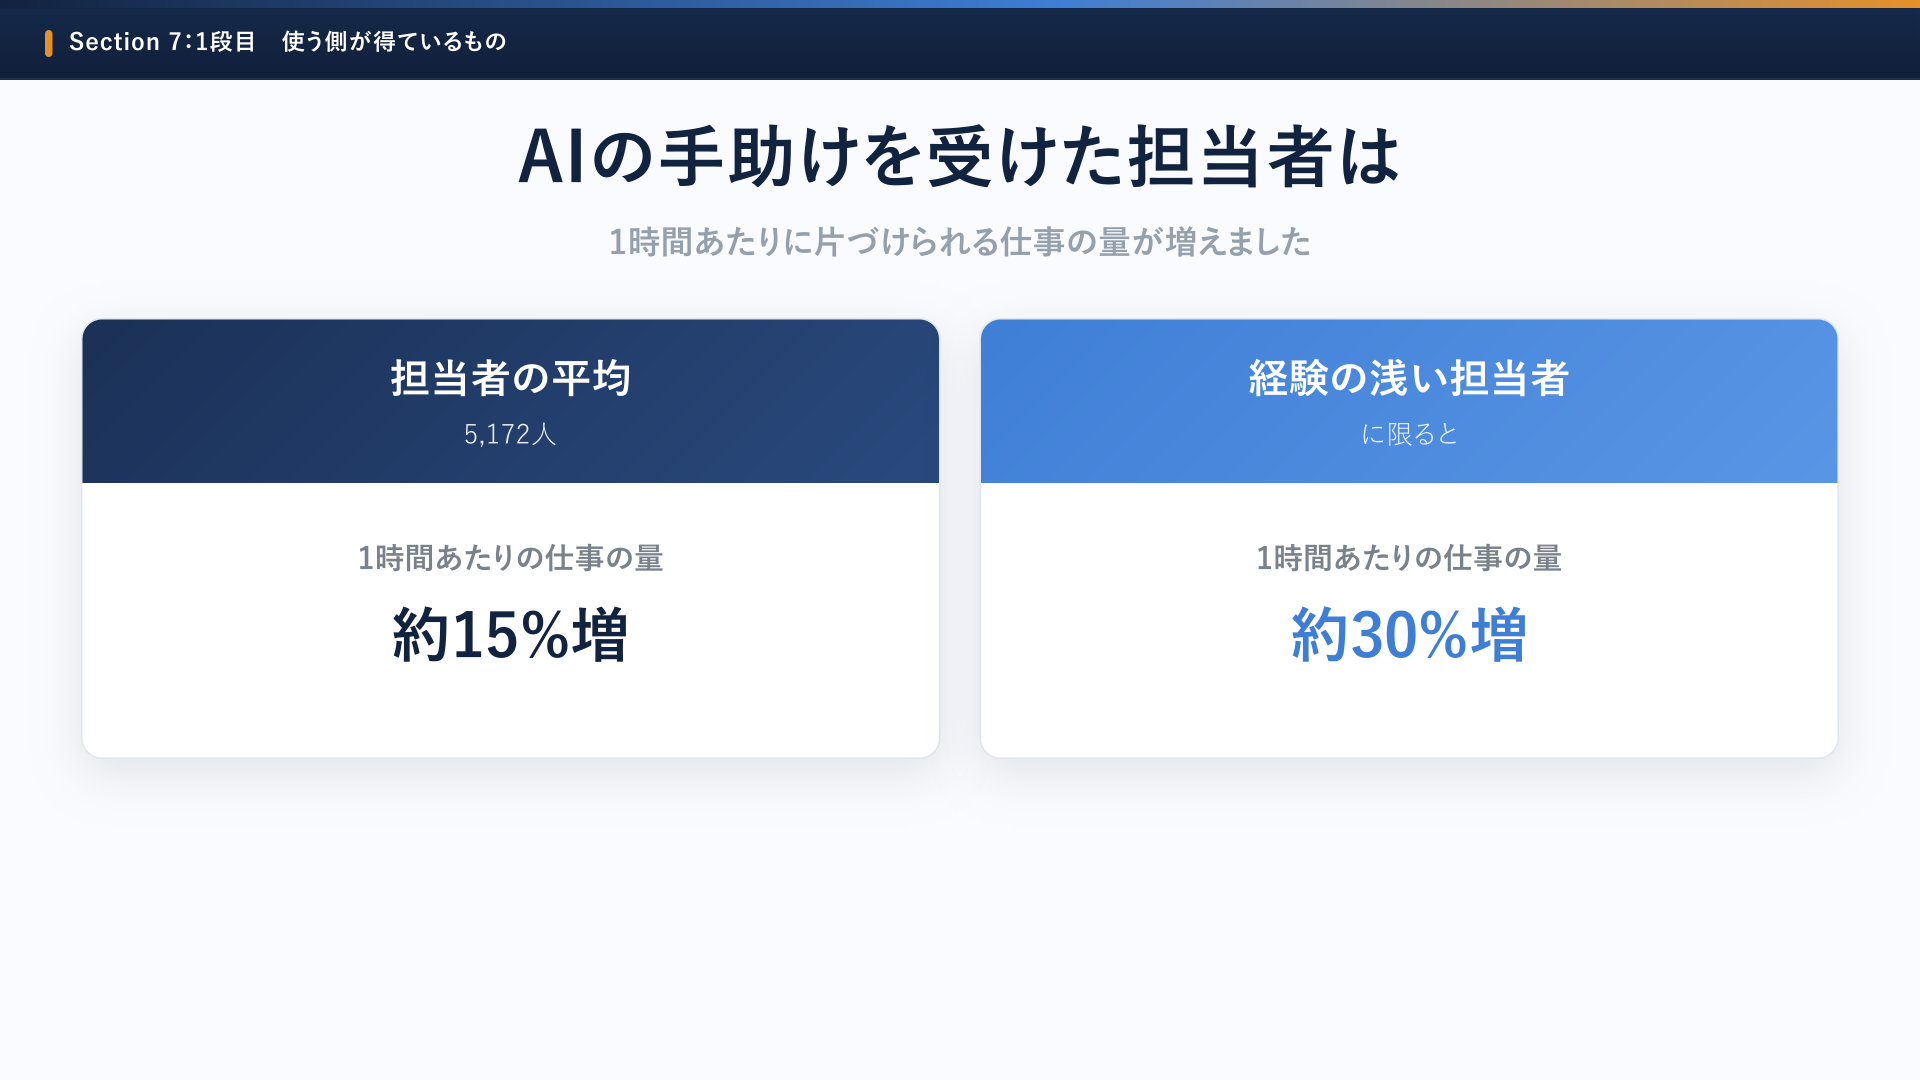 Section 7：1段目　使う側が得ているもの
AIの手助けを受けた担当者は
1時間あたりに片づけられる仕事の量が増えました
担当者の平均
5,172人
1時間あたりの仕事の量
約15%増
経験の浅い担当者
に限ると
1時間あたりの仕事の量
約30%増